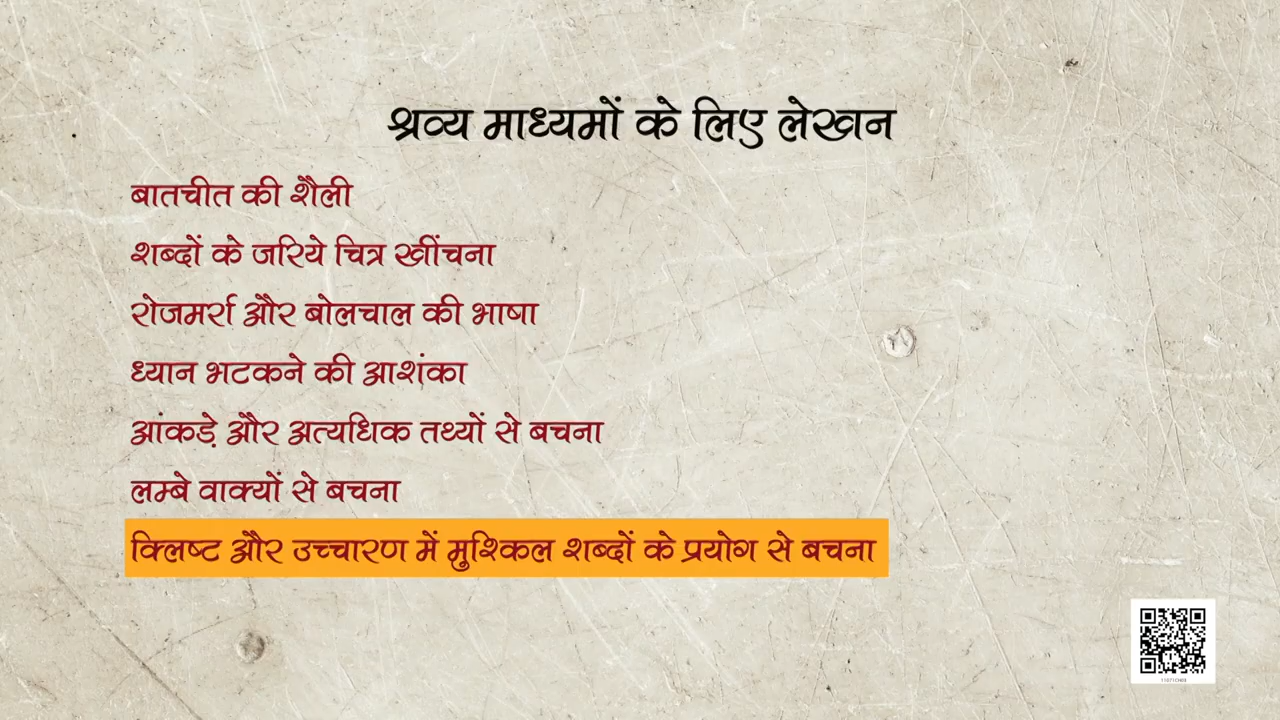 श्रव्य माध्यमों के लिए लेखन
बातचीत की शैली
शब्दों के जरिये चित्र खींचना
रोजमर्रा और बोलचाल की भाषा
ध्यान भटकने की आशंका
आंकड़े और अत्यधिक तथ्यों से बचना
लम्बे वाक्यों से बचना
क्लिष्ट और उच्चारण में मुश्किल शब्दों के प्रयोग से बचना